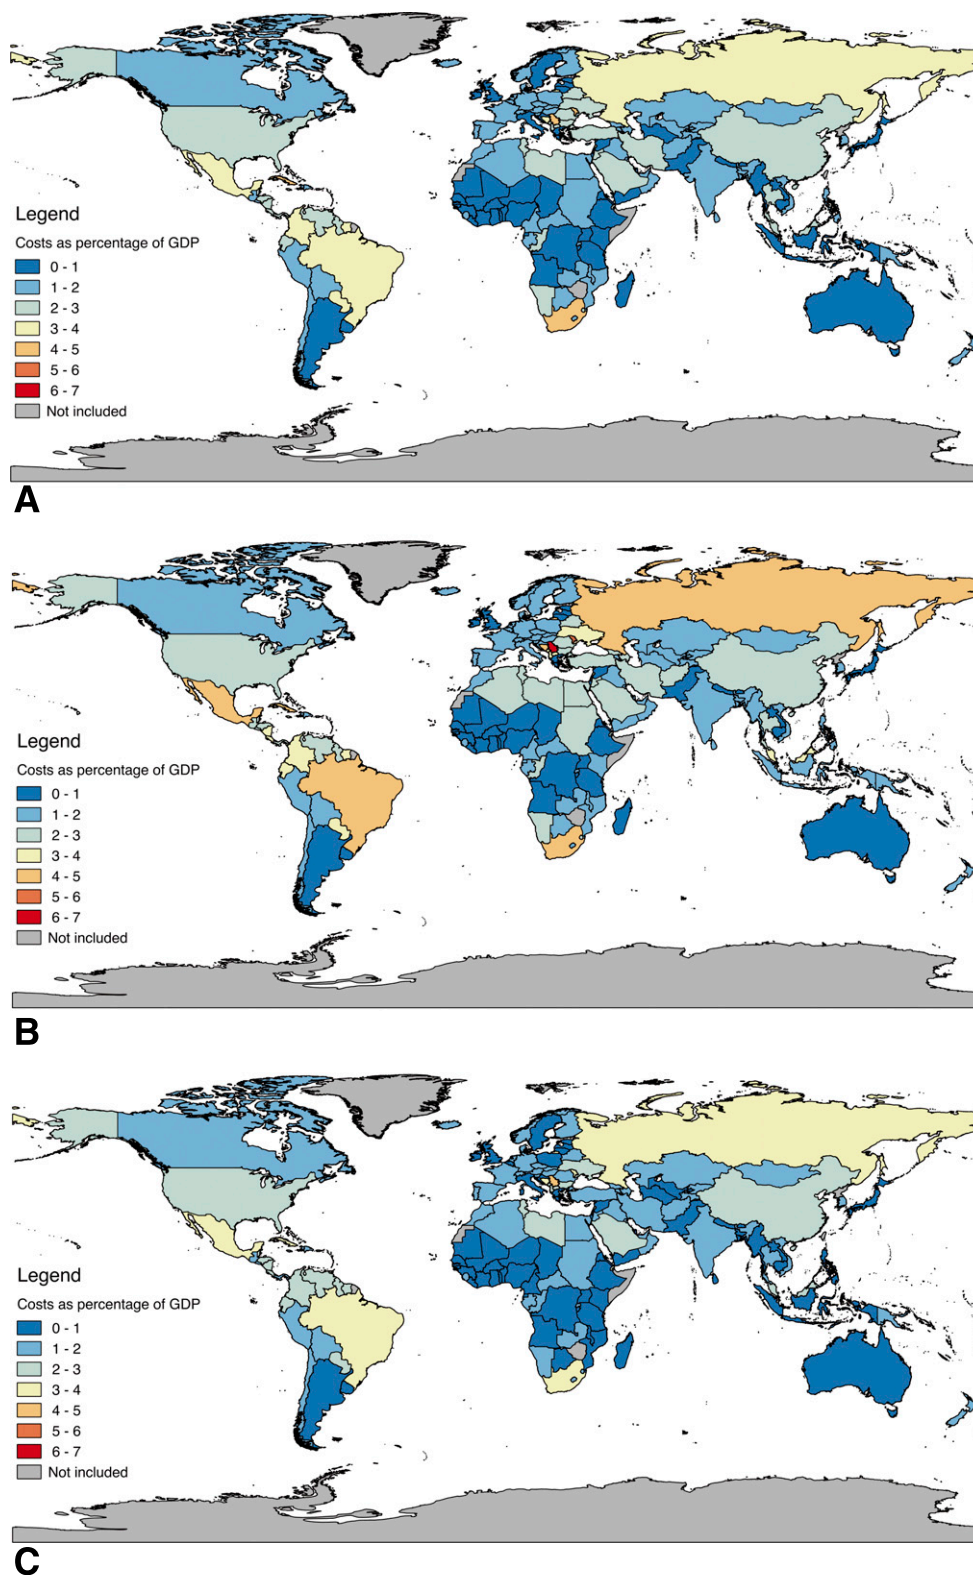 Legend
Costs as percentage of GDP
0 - 1
1 - 2
2 - 3
3 - 4
4 - 5
5 - 6
6 - 7
Not included
A
Legend
Costs as percentage of GDP
0 - 1
1 - 2
2 - 3
3 - 4
4 - 5
5 - 6
6 - 7
Not included
B
Legend
Costs as percentage of GDP
0 - 1
1 - 2
2 - 3
3 - 4
4 - 5
5 - 6
6 - 7
Not included
C